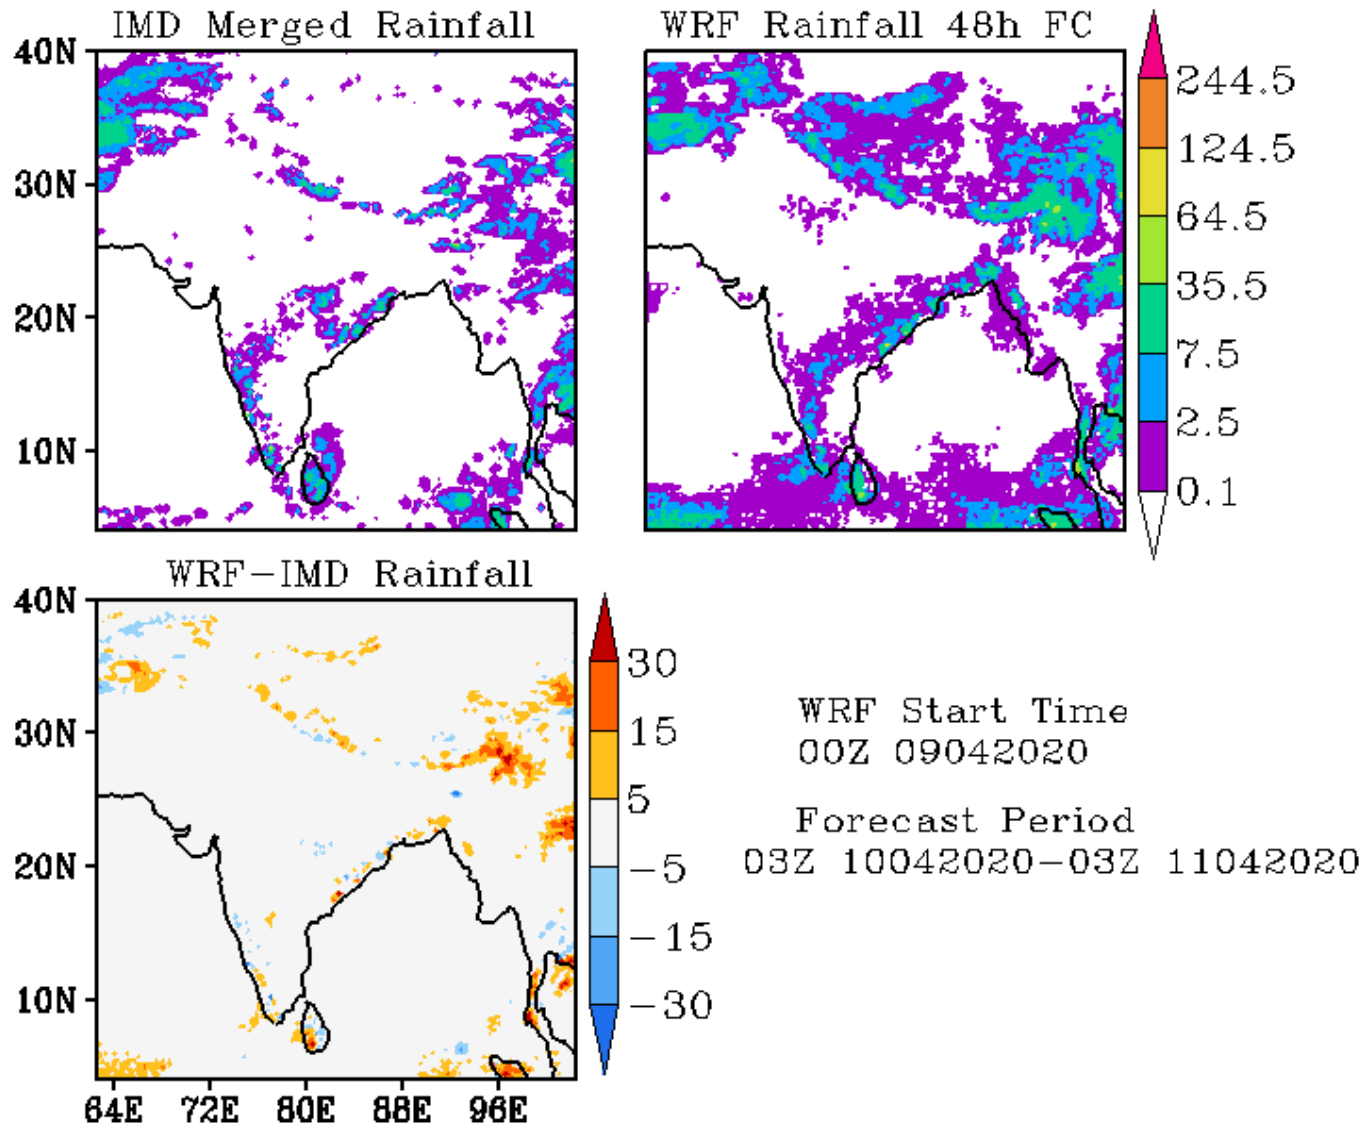 IMD Merged Rainfall
WRF Rainfall 48h FC
40N
30N
20N
10N
244.5
124.5
64.5
35.5
7.5
2.5
0.1
WRF-IMD Rainfall
40N
30N
20N
10N
64E 72E 80E 88E 96E
30
15
5
-5
-15
-30
WRF Start Time
00Z 09042020
Forecast Period
03Z 10042020-03Z 11042020